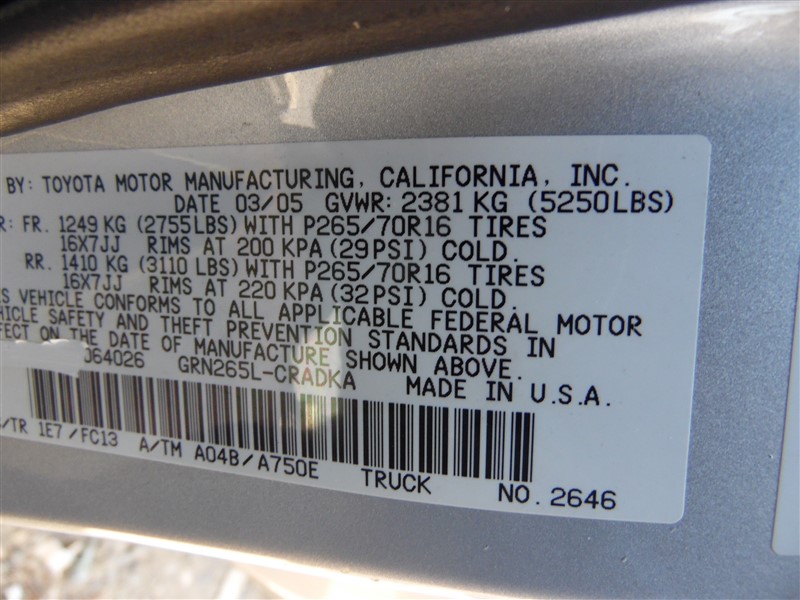 BY: TOYOTA MOTOR MANUFACTURING, CALIFORNIA, INC.
DATE 03/05 GVWR: 2381 KG (5250LBS)
R: FR. 1249 KG (2755LBS) WITH P265/70R16 TIRES
16X7JJ RIMS AT 200 KPA (29PSI) COLD.
RR. 1410 KG (3110 LBS) WITH P265/70R16 TIRES
16X7JJ RIMS AT 220 KPA (32PSI) COLD.
VEHICLE CONFORMS TO ALL APPLICABLE FEDERAL MOTOR
SAFETY AND THEFT PREVENTION STANDARDS IN
ON THE DATE OF MANUFACTURE SHOWN ABOVE.
064026 GRN265L-CRADKA MADE IN U.S.A.
/TR 1E7/FC13 A/TM A04B/A750E TRUCK NO. 2646